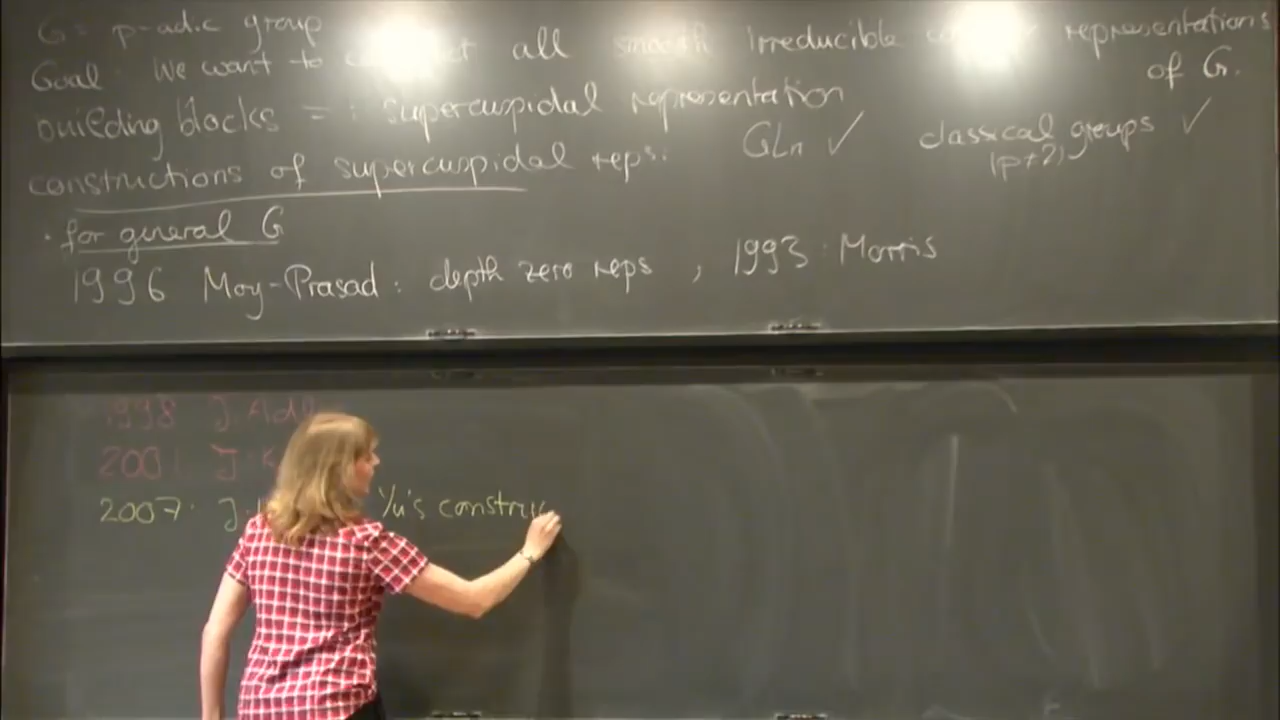 G = p-adic group
Goal: We want to all smooth irreducible representations
of G.
building blocks = : supercuspidal representation
constructions of supercuspidal reps: GLn ✓ classical groups ✓
(p≠2)
· for general G
1996 Moy-Prasad: depth zero reps , 1993: Morris
1998 J. Adl
2001 J. K
2007: J. Yu's construc